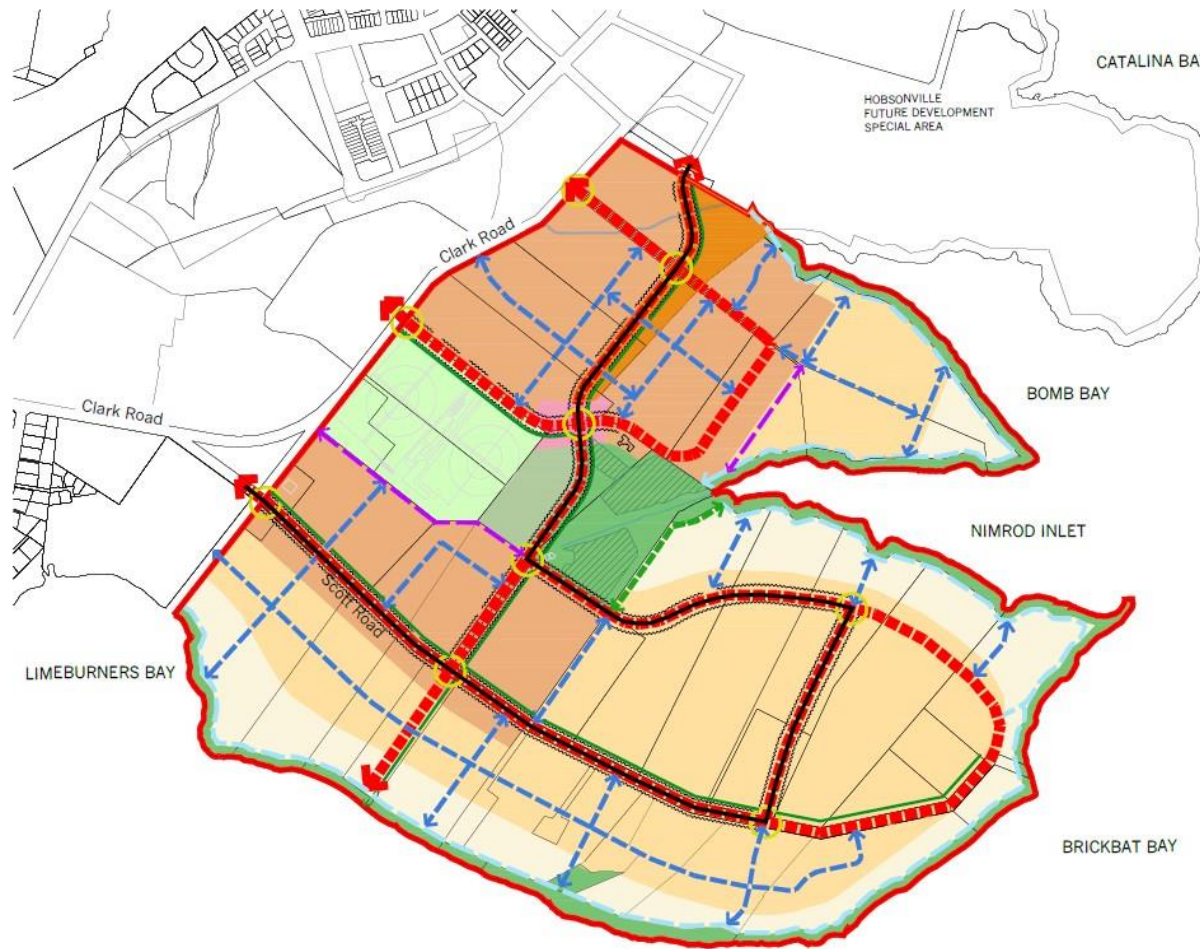 CATALINA BA
HOBSONVILLE
FUTURE DEVELOPMENT
SPECIAL AREA
Clark Road
BOMB BAY
Clark Road
NIMROD INLET
Scott Road
LIMEBURNERS BAY
BRICKBAT BAY